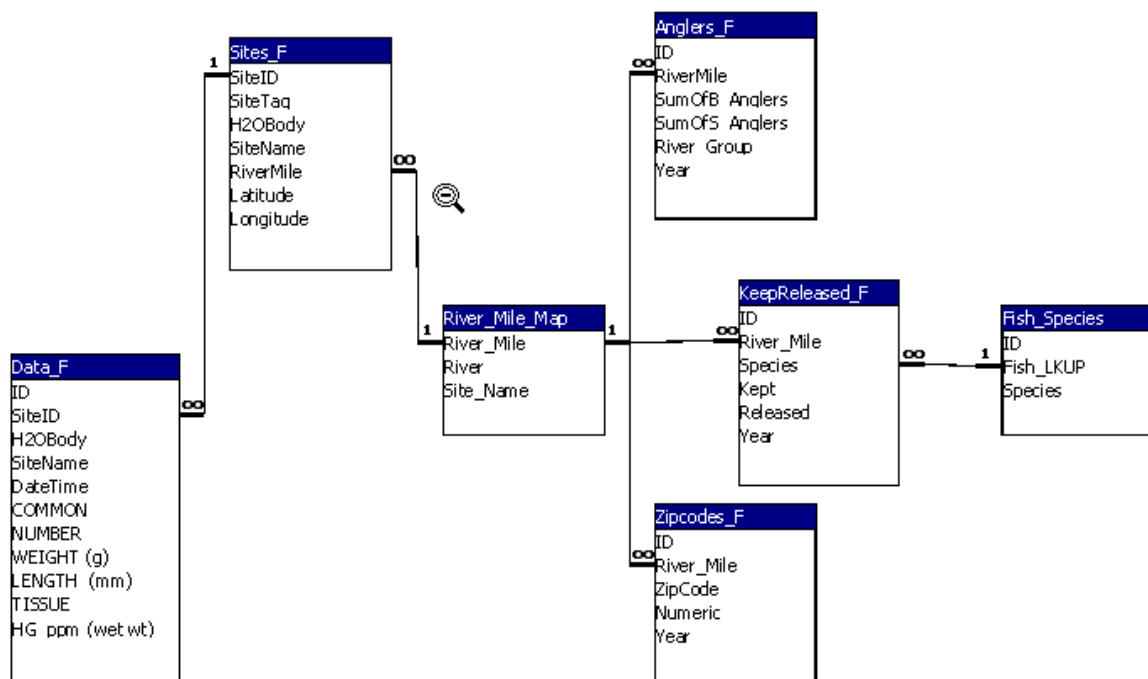 Anglers_F
ID
RiverMile
SumOfB Anglers
SumOfS Anglers
River Group
Year
Sites_F
SiteID
SiteTag
H2OBody
SiteName
RiverMile
Latitude
Longitude
1
∞
∞
River_Mile_Map
River_Mile
River
Site_Name
1
1
KeepReleased_F
ID
River_Mile
Species
Kept
Released
Year
∞
∞
1
Fish_Species
ID
Fish_LKUP
Species
Data_F
ID
SiteID
H2OBody
SiteName
DateTime
COMMON
NUMBER
WEIGHT (g)
LENGTH (mm)
TISSUE
HG ppm (wet wt)
∞
Zipcodes_F
ID
River_Mile
ZipCode
Numeric
Year
∞